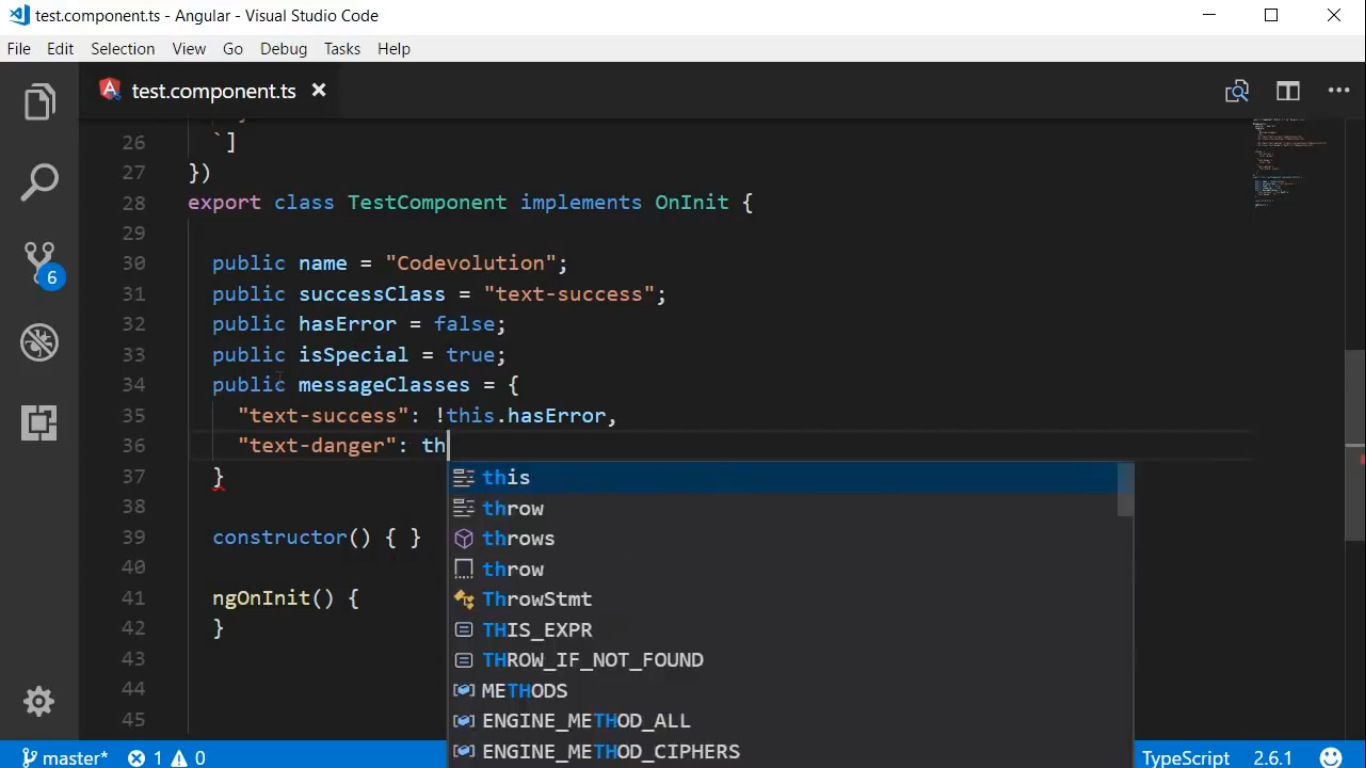 test.component.ts - Angular - Visual Studio Code
File Edit Selection View Go Debug Tasks Help
test.component.ts
26 `]
27 })
28 export class TestComponent implements OnInit {
29
30 public name = "Codevolution";
31 public successClass = "text-success";
32 public hasError = false;
33 public isSpecial = true;
34 public messageClasses = {
35 "text-success": !this.hasError,
36 "text-danger": th
37 }
this
38
throw
39 constructor() { }
throws
40
throw
41 ngOnInit() {
ThrowStmt
42 }
THIS_EXPR
43
THROW_IF_NOT_FOUND
44
METHODS
45
ENGINE_METHOD_ALL
ENGINE_METHOD_CIPHERS
6
master* 1 0 TypeScript 2.6.1